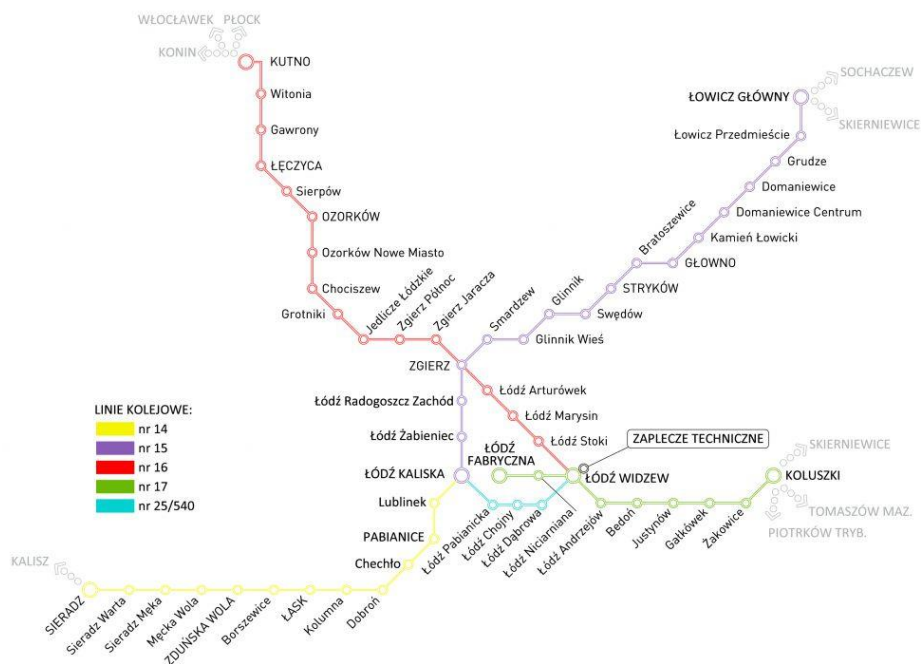 WŁOCŁAWEK
PŁOCK
KONIN
KUTNO
Witonia
Gawrony
ŁĘCZYCA
Sierpów
OZORKÓW
Ozorków Nowe Miasto
Chociszew
Grotniki
Jedlicze Łódzkie
Zgierz Północ
Zgierz Jaracza
ZGIERZ
SOCHACZEW
ŁOWICZ GŁÓWNY
SKIERNIEWICE
Łowicz Przedmieście
Grudze
Domaniewice
Domaniewice Centrum
Kamień Łowicki
Bratoszewice
GŁOWNO
STRYKÓW
Swędów
Glinnik
Smardzew
Glinnik Wieś
Łódź Radogoszcz Zachód
Łódź Żabieniec
Łódź Arturówek
Łódź Marysin
Łódź Stoki
LINIE KOLEJOWE:
nr 14
nr 15
nr 16
nr 17
nr 25/540
ZAPLECZE TECHNICZNE
ŁÓDŹ
FABRYCZNA
ŁÓDŹ KALISKA
ŁÓDŹ WIDZEW
SKIERNIEWICE
KOLUSZKI
TOMASZÓW MAZ.
PIOTRKÓW TRYB.
Lublinek
PABIANICE
Chechło
Łódź Pabianicka
Łódź Chojny
Łódź Dąbrowa
Łódź Niciarniana
Łódź Andrzejów
Bedoń
Justynów
Gałkówek
Żakowice
KALISZ
SIERADZ
Sieradz Warta
Sieradz Męka
Męcka Wola
ZDUŃSKA WOLA
Borszewice
ŁASK
Kolumna
Dobroń